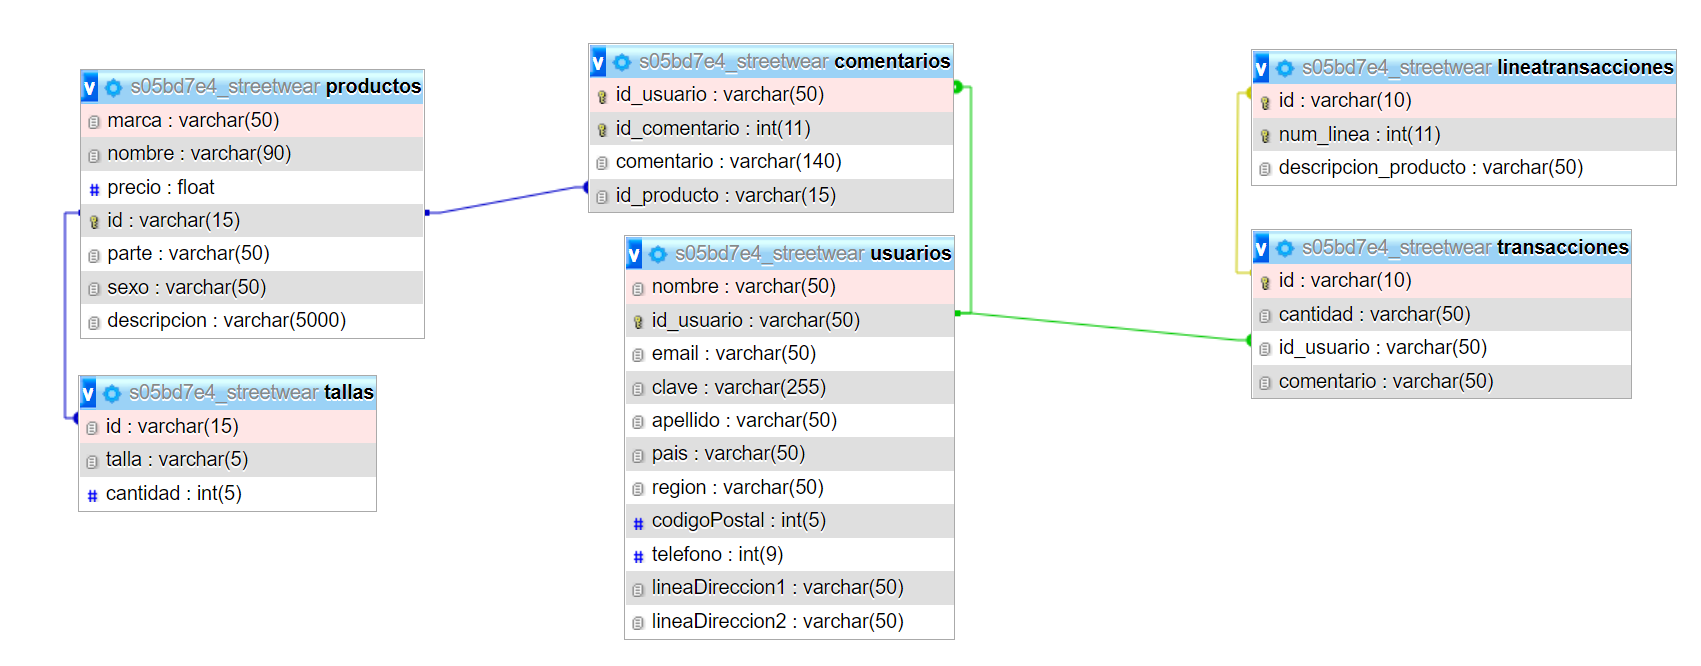 v s05bd7e4_streetwear productos
marca : varchar(50)
nombre : varchar(90)
# precio : float
id : varchar(15)
parte : varchar(50)
sexo : varchar(50)
descripcion : varchar(5000)
v s05bd7e4_streetwear tallas
id : varchar(15)
talla : varchar(5)
# cantidad : int(5)
v s05bd7e4_streetwear comentarios
id_usuario : varchar(50)
id_comentario : int(11)
comentario : varchar(140)
id_producto : varchar(15)
v s05bd7e4_streetwear usuarios
nombre : varchar(50)
id_usuario : varchar(50)
email : varchar(50)
clave : varchar(255)
apellido : varchar(50)
pais : varchar(50)
region : varchar(50)
# codigoPostal : int(5)
# telefono : int(9)
lineaDireccion1 : varchar(50)
lineaDireccion2 : varchar(50)
v s05bd7e4_streetwear lineatransacciones
id : varchar(10)
num_linea : int(11)
descripcion_producto : varchar(50)
v s05bd7e4_streetwear transacciones
id : varchar(10)
cantidad : varchar(50)
id_usuario : varchar(50)
comentario : varchar(50)